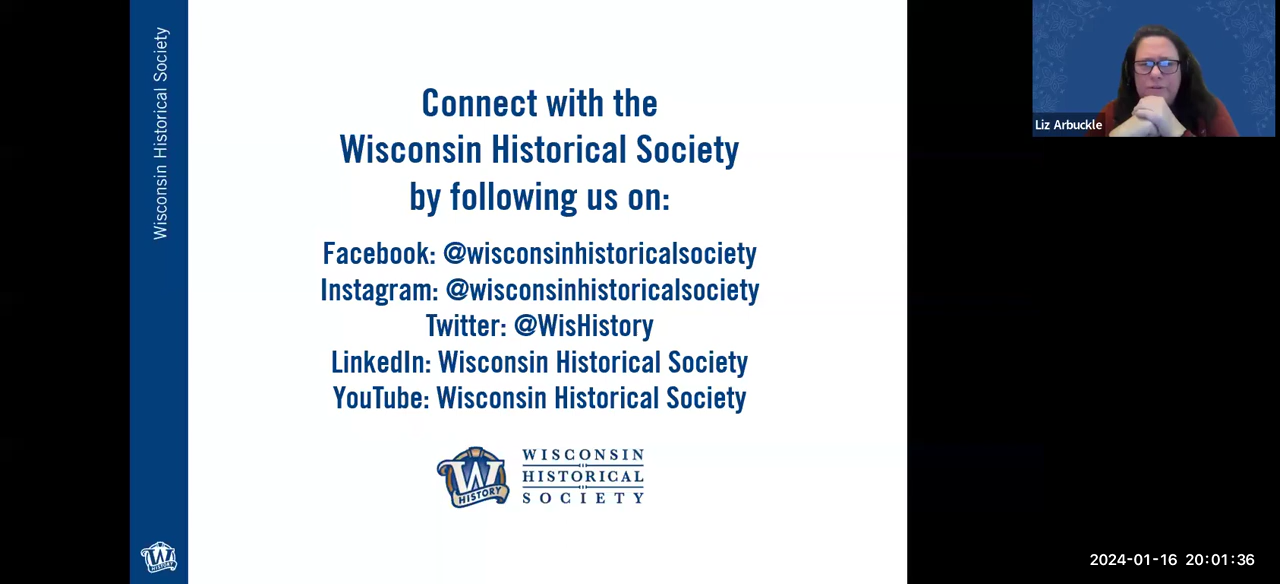 Wisconsin Historical Society
Connect with the
Wisconsin Historical Society
by following us on:
Facebook: @wisconsinhistoricalsociety
Instagram: @wisconsinhistoricalsociety
Twitter: @WisHistory
LinkedIn: Wisconsin Historical Society
YouTube: Wisconsin Historical Society
W
HISTORY
WISCONSIN
HISTORICAL
SOCIETY
W
HISTORY
Liz Arbuckle
2024-01-16 20:01:36